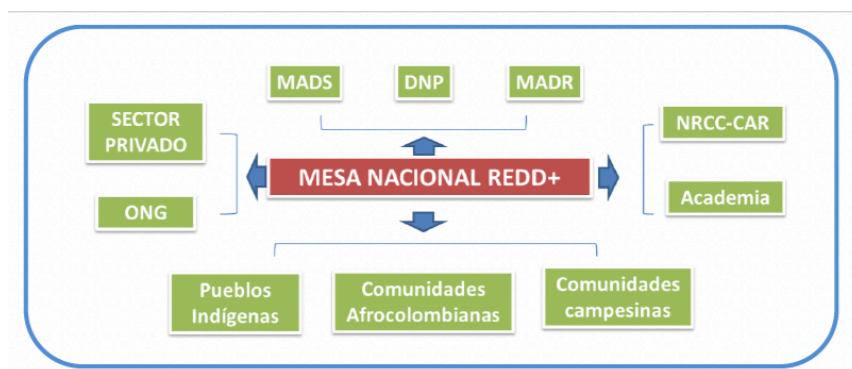 MADS
DNP
MADR
SECTOR
PRIVADO
NRCC-CAR
MESA NACIONAL REDD+
ONG
Academia
Pueblos
Indígenas
Comunidades
Afrocolombianas
Comunidades
campesinas